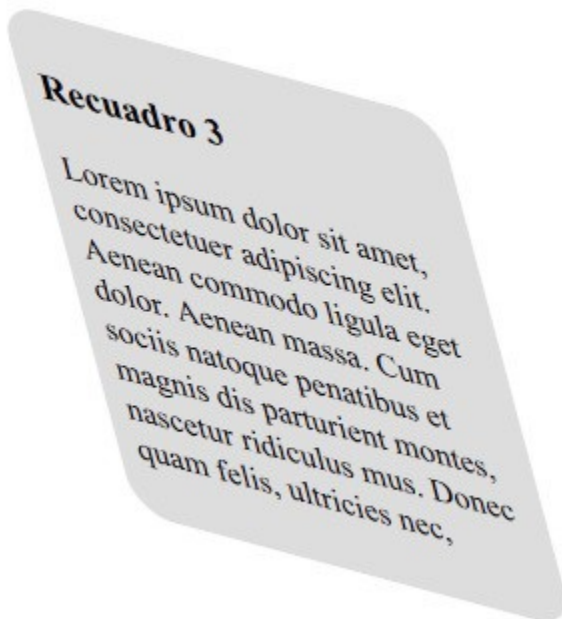 Recuadro 3
Lorem ipsum dolor sit amet,
consectetuer adipiscing elit.
Aenean commodo ligula eget
dolor. Aenean massa. Cum
sociis natoque penatibus et
magnis dis parturient montes,
nascetur ridiculus mus. Donec
quam felis, ultricies nec,